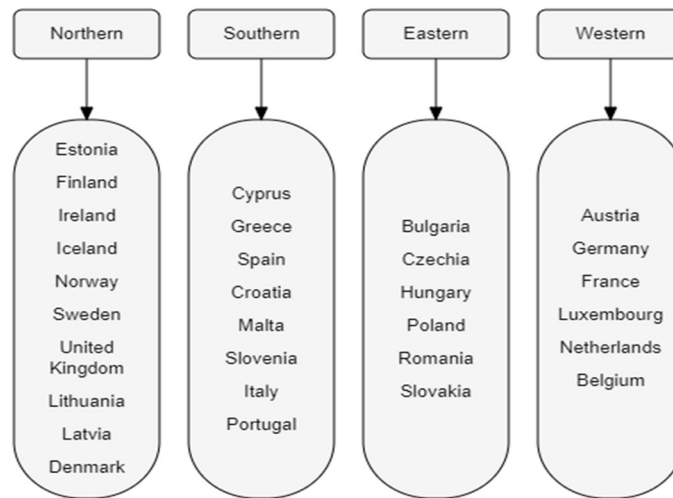 Northern
Southern
Eastern
Western
Estonia
Finland
Ireland
Iceland
Norway
Sweden
United
Kingdom
Lithuania
Latvia
Denmark
Cyprus
Greece
Spain
Croatia
Malta
Slovenia
Italy
Portugal
Bulgaria
Czechia
Hungary
Poland
Romania
Slovakia
Austria
Germany
France
Luxembourg
Netherlands
Belgium